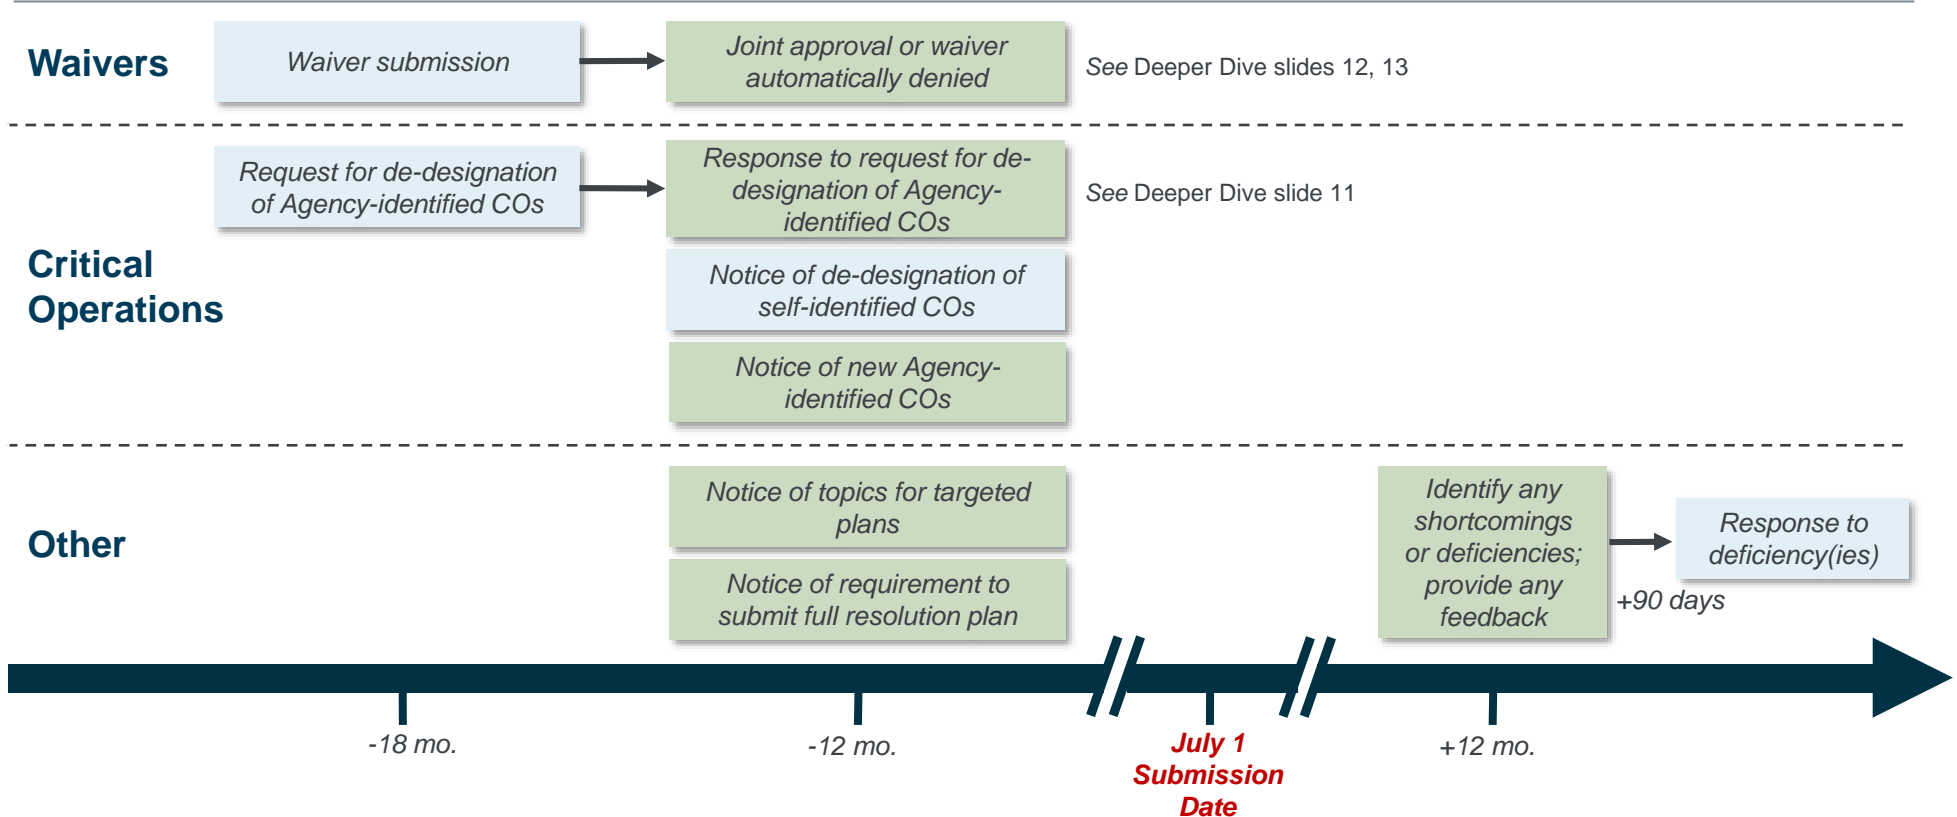 Waivers
Waiver submission
Joint approval or waiver
automatically denied
See Deeper Dive slides 12, 13
Critical
Operations
Request for de-designation
of Agency-identified COs
Response to request for de-
designation of Agency-
identified COs
See Deeper Dive slide 11
Notice of de-designation of
self-identified COs
Notice of new Agency-
identified COs
Other
Notice of topics for targeted
plans
Notice of requirement to
submit full resolution plan
Identify any
shortcomings
or deficiencies;
provide any
feedback
+90 days
Response to
deficiency(ies)
-18 mo.
-12 mo.
July 1
Submission
Date
+12 mo.